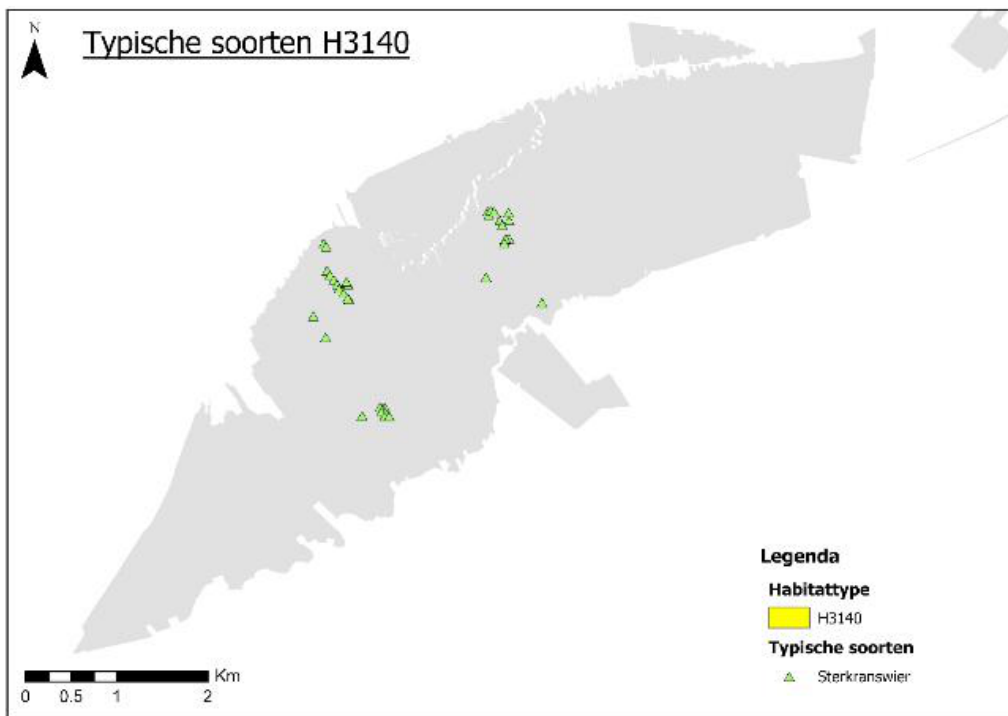 N
Typische soorten H3140
Legenda
Habitattype
H3140
Typische soorten
Sterkranswier
Km
0 0.5 1 2